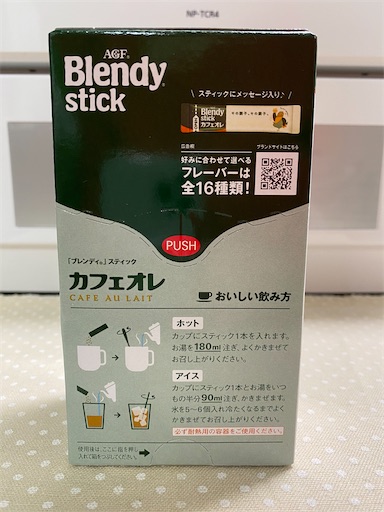 NP-TCR4
AGF
Blendy
stick
スティックにメッセージ入り♪
Blendy
stick
カフェオレ
広告欄
ブランドサイトはこちら
好みに合わせて選べる
フレーバーは
全16種類!
PUSH
「ブレンディ®」スティック
カフェオレ
CAFE AU LAIT
おいしい飲み方
ホット
カップにスティック1本を入れます。
お湯を180ml注ぎ、よくかきまぜて
お召し上がりください。
アイス
カップにスティック1本とお湯をいつ
もの半分90ml注ぎ、かきまぜます。
氷を5〜6個入れ冷たくなるまでよく
かきまぜてお召し上がりください。
必ず耐熱用の容器をご使用ください。
使用後は、ここに指を押し
入れて箱をつぶしてください。